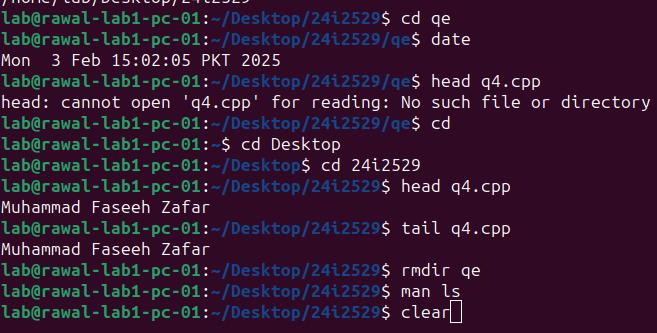 /home/lab/Desktop/24i2529
lab@rawal-lab1-pc-01:~/Desktop/24i2529$ cd qe
lab@rawal-lab1-pc-01:~/Desktop/24i2529/qe$ date
Mon  3 Feb 15:02:05 PKT 2025
lab@rawal-lab1-pc-01:~/Desktop/24i2529/qe$ head q4.cpp
head: cannot open 'q4.cpp' for reading: No such file or directory
lab@rawal-lab1-pc-01:~/Desktop/24i2529/qe$ cd
lab@rawal-lab1-pc-01:~$ cd Desktop
lab@rawal-lab1-pc-01:~/Desktop$ cd 24i2529
lab@rawal-lab1-pc-01:~/Desktop/24i2529$ head q4.cpp
Muhammad Faseeh Zafar
lab@rawal-lab1-pc-01:~/Desktop/24i2529$ tail q4.cpp
Muhammad Faseeh Zafar
lab@rawal-lab1-pc-01:~/Desktop/24i2529$ rmdir qe
lab@rawal-lab1-pc-01:~/Desktop/24i2529$ man ls
lab@rawal-lab1-pc-01:~/Desktop/24i2529$ clear